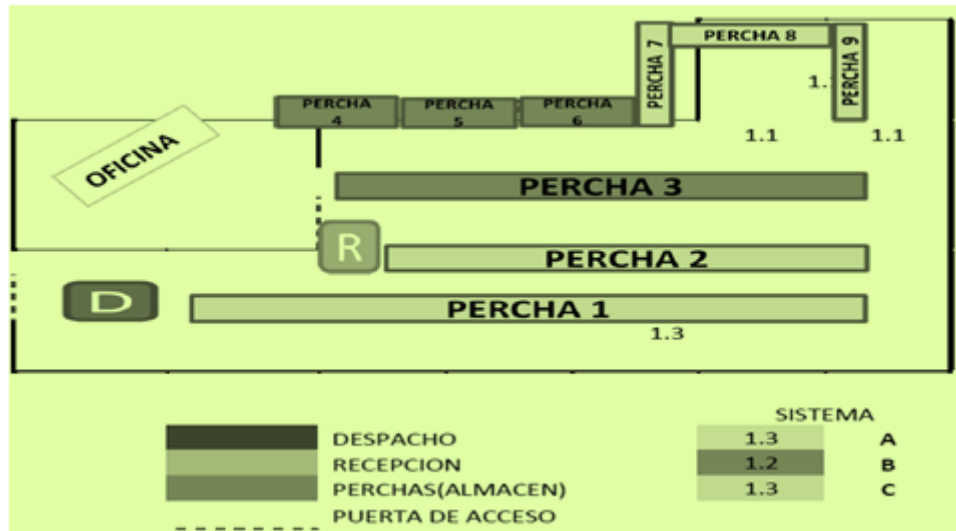 PERCHA 8
PERCHA 7
PERCHA 9
PERCHA
4
PERCHA
5
PERCHA
6
1.1
1.1
OFICINA
PERCHA 3
R
PERCHA 2
D
PERCHA 1
1.3
SISTEMA
DESPACHO 1.3 A
RECEPCION 1.2 B
PERCHAS(ALMACEN) 1.3 C
PUERTA DE ACCESO